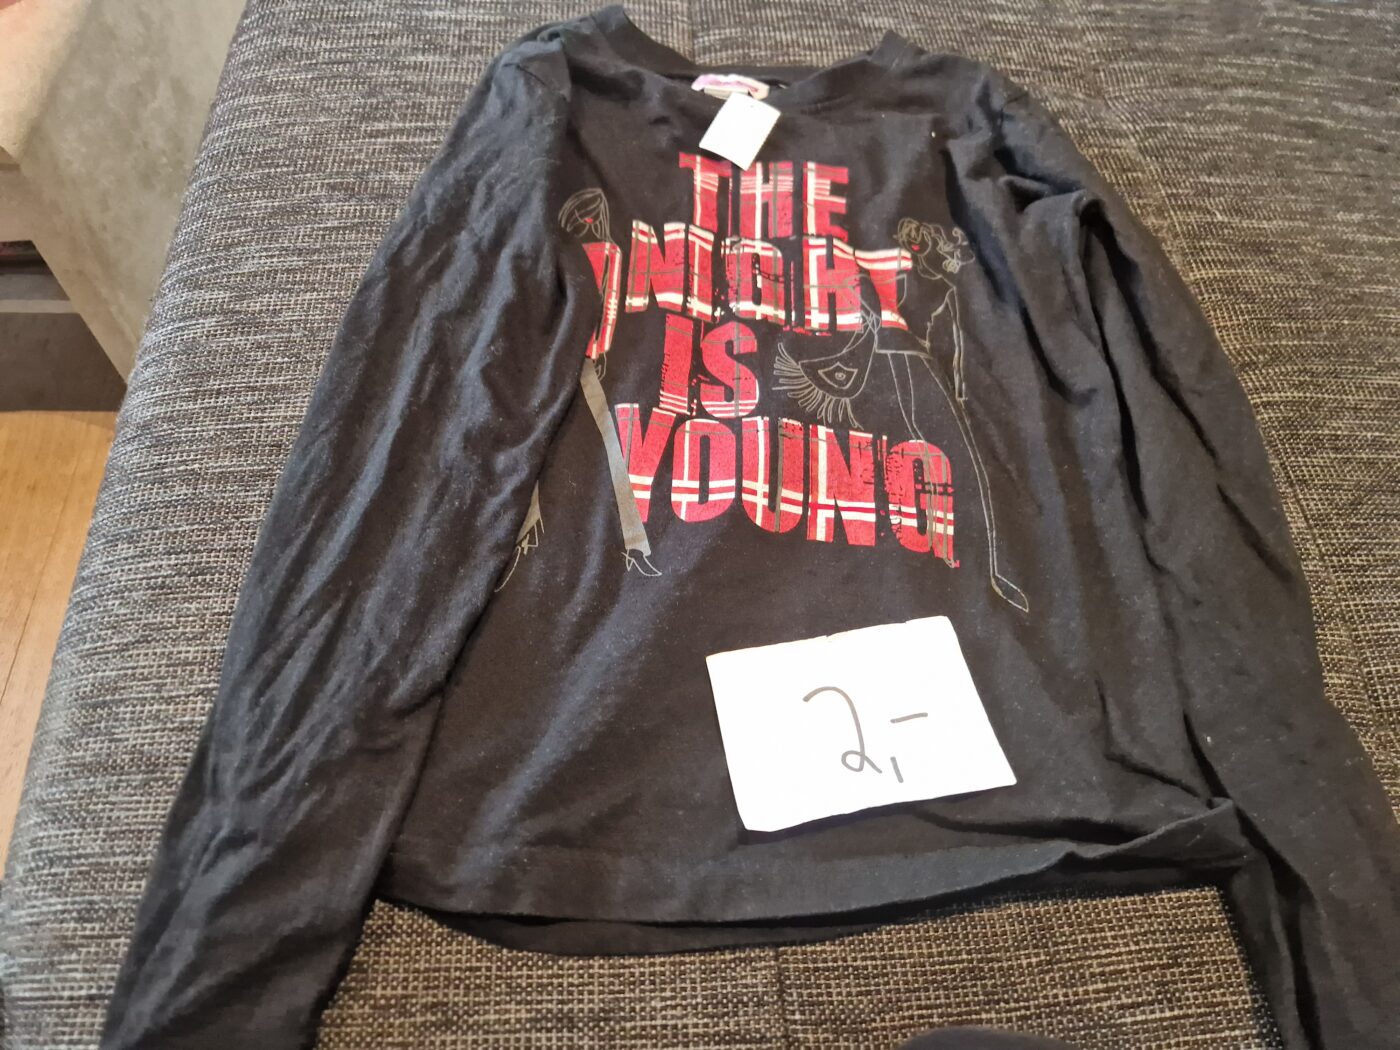 THE
NIGHT
IS
YOUNG
2,-